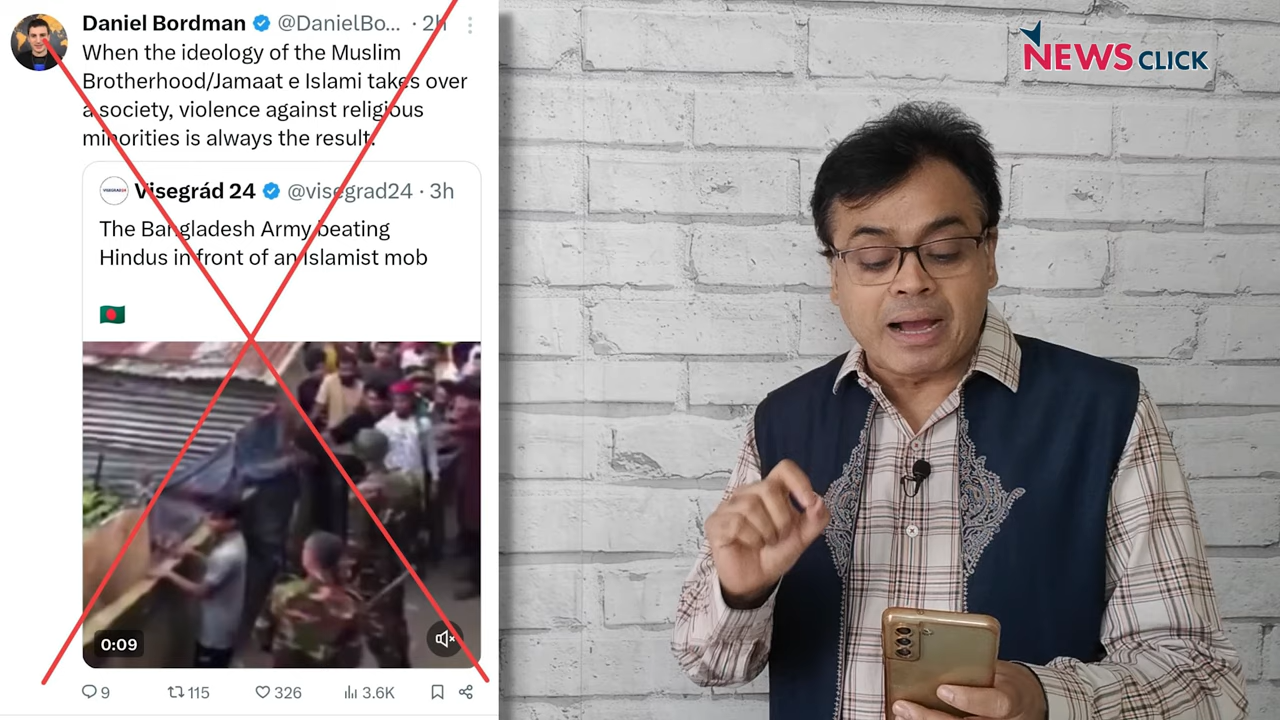 Daniel Bordman @DanielBo... · 2h
When the ideology of the Muslim
Brotherhood/Jamaat e Islami takes over
a society, violence against religious
minorities is always the result.
VISEGRAD24
Visegrád 24 @visegrad24 · 3h
The Bangladesh Army beating
Hindus in front of an Islamist mob
0:09
9 115 326 3.6K
NEWS CLICK